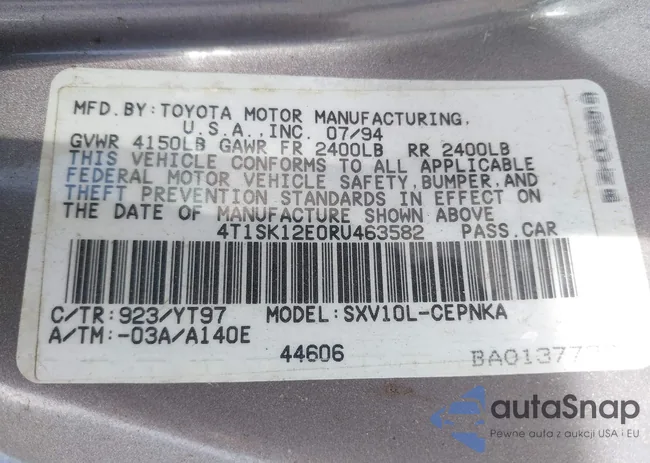 MFD.BY:TOYOTA MOTOR MANUFACTURING,
U.S.A.,INC. 07/94
GVWR 4150LB GAWR FR 2400LB RR 2400LB
THIS VEHICLE CONFORMS TO ALL APPLICABLE
FEDERAL MOTOR VEHICLE SAFETY,BUMPER,AND
THEFT PREVENTION STANDARDS IN EFFECT ON
THE DATE OF MANUFACTURE SHOWN ABOVE
4T1SK12E0RU463582 PASS.CAR
C/TR:923/YT97 MODEL:SXV10L-CEPNKA
A/TM:-03A/A140E
44606
autaSnap
Pewne auta z aukcji USA i EU